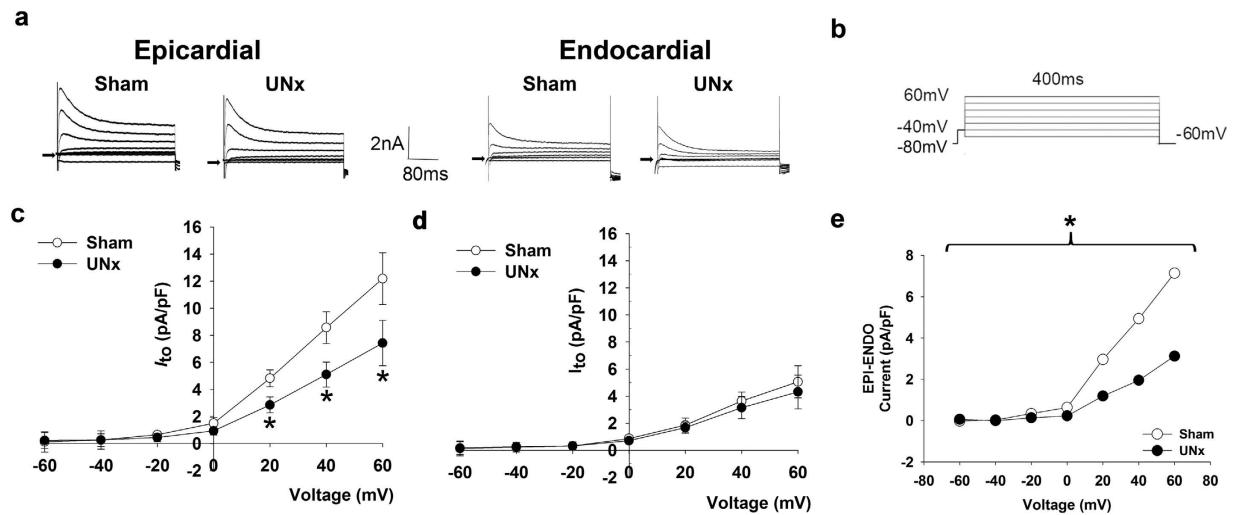 a
Epicardial
Endocardial
Sham
UNx
Sham
UNx
2nA
80ms
b
400ms
60mV
-40mV
-80mV
-60mV
c
Sham
UNx
Ito (pA/pF)
16
14
12
10
8
6
4
2
0
-2
-60
-40
-20
0
20
40
60
*
*
*
Voltage (mV)
d
Sham
UNx
Ito (pA/pF)
16
14
12
10
8
6
4
2
0
-2
-60
-40
-20
0
20
40
60
Voltage (mV)
e
*
EPI-ENDO
Current (pA/pF)
8
6
4
2
0
-2
Sham
UNx
-80
-60
-40
-20
0
20
40
60
80
Voltage (mV)